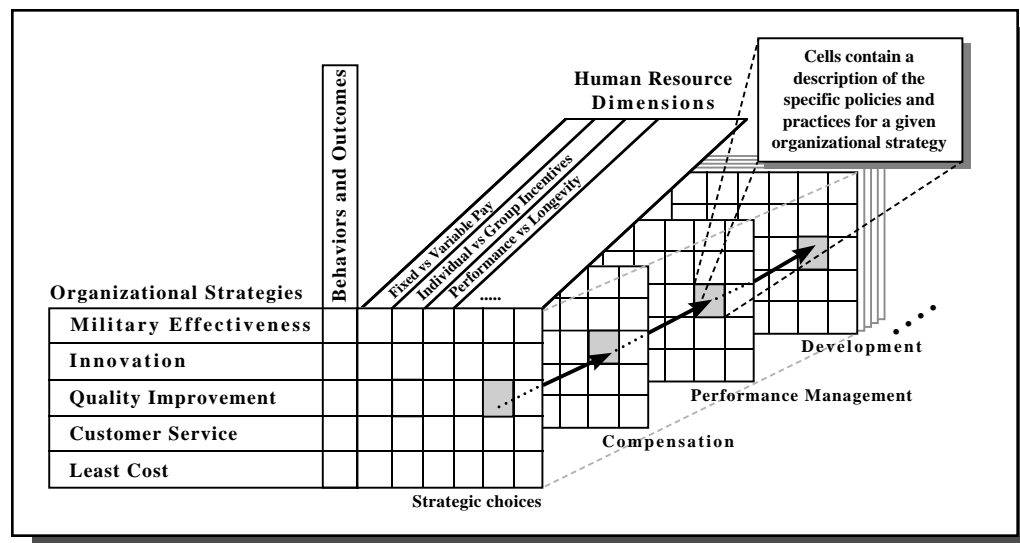 Human Resource
Dimensions
Cells contain a
description of the
specific policies and
practices for a given
organizational strategy
Behaviors and Outcomes
Fixed vs Variable Pay
Individual vs Group Incentives
Performance vs Longevity
.....
Organizational Strategies
Military Effectiveness
Innovation
Quality Improvement
Customer Service
Least Cost
Development
Performance Management
Compensation
Strategic choices